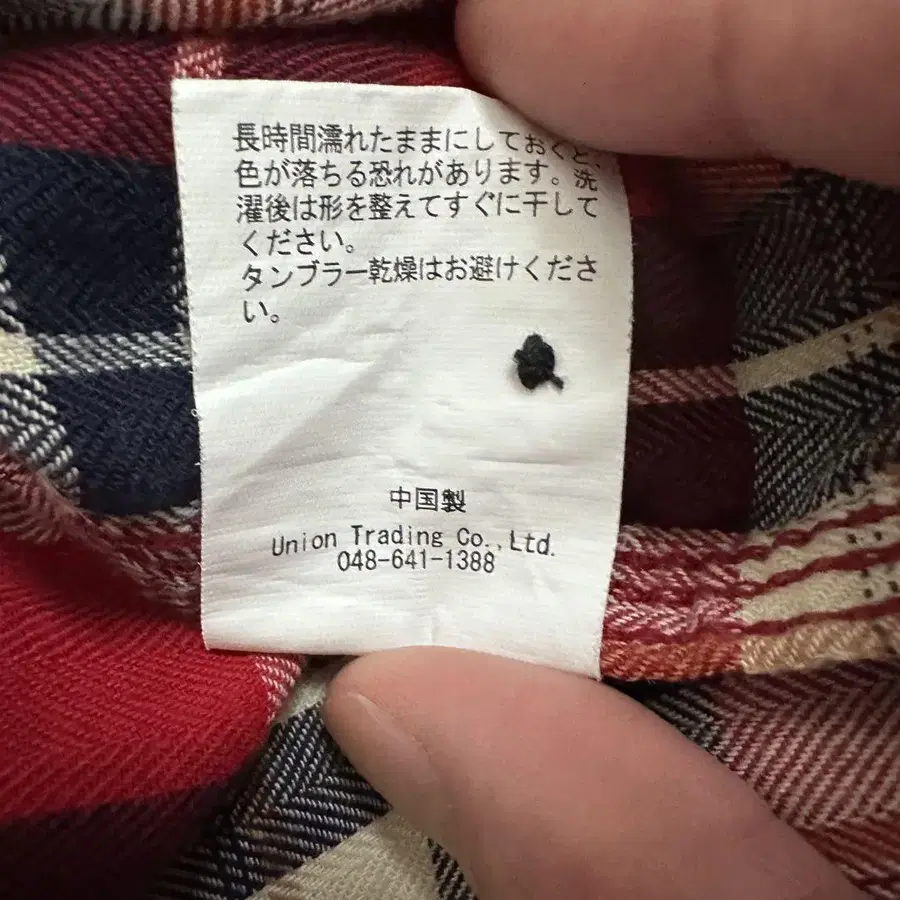 長時間濡れたままにしておくと、
色が落ちる恐れがあります。洗
濯後は形を整えてすぐに干して
ください。
タンブラー乾燥はお避けくださ
い。
中国製
Union Trading Co.,Ltd.
048-641-1388